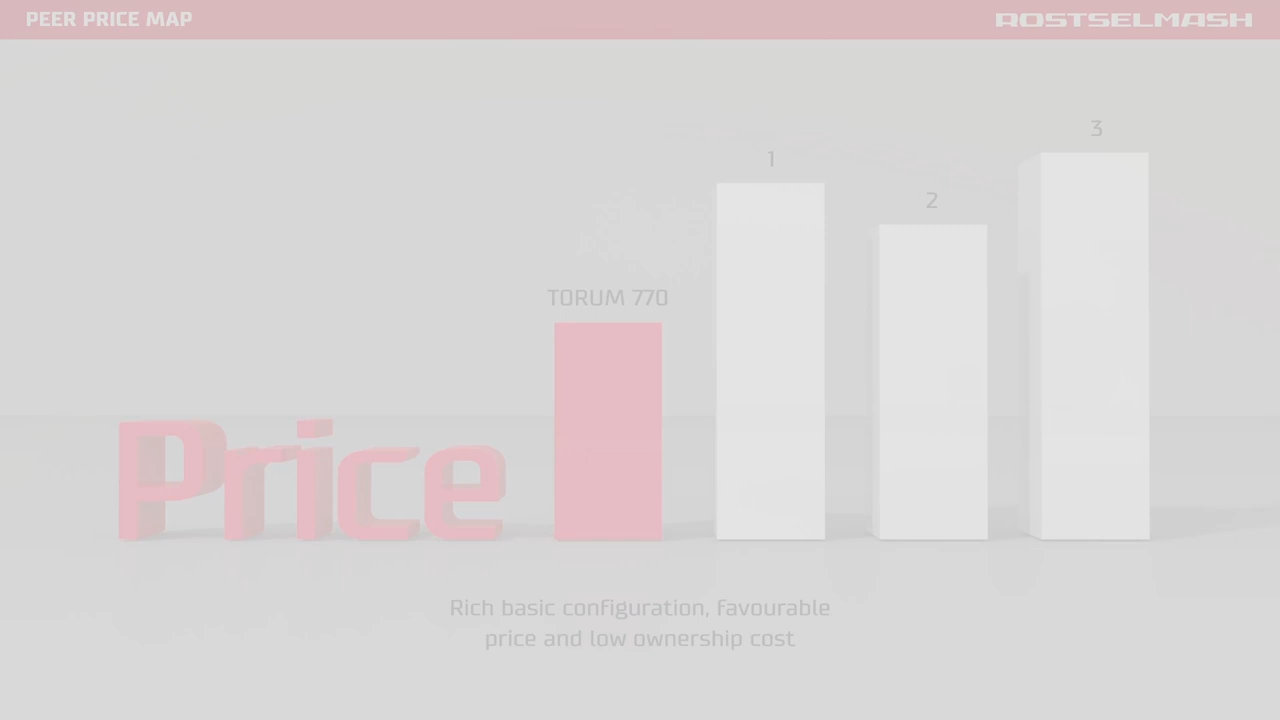 PEER PRICE MAP
ROSTSELMASH
3
1
2
TORUM 770
Price
Rich basic configuration, favourable
price and low ownership cost